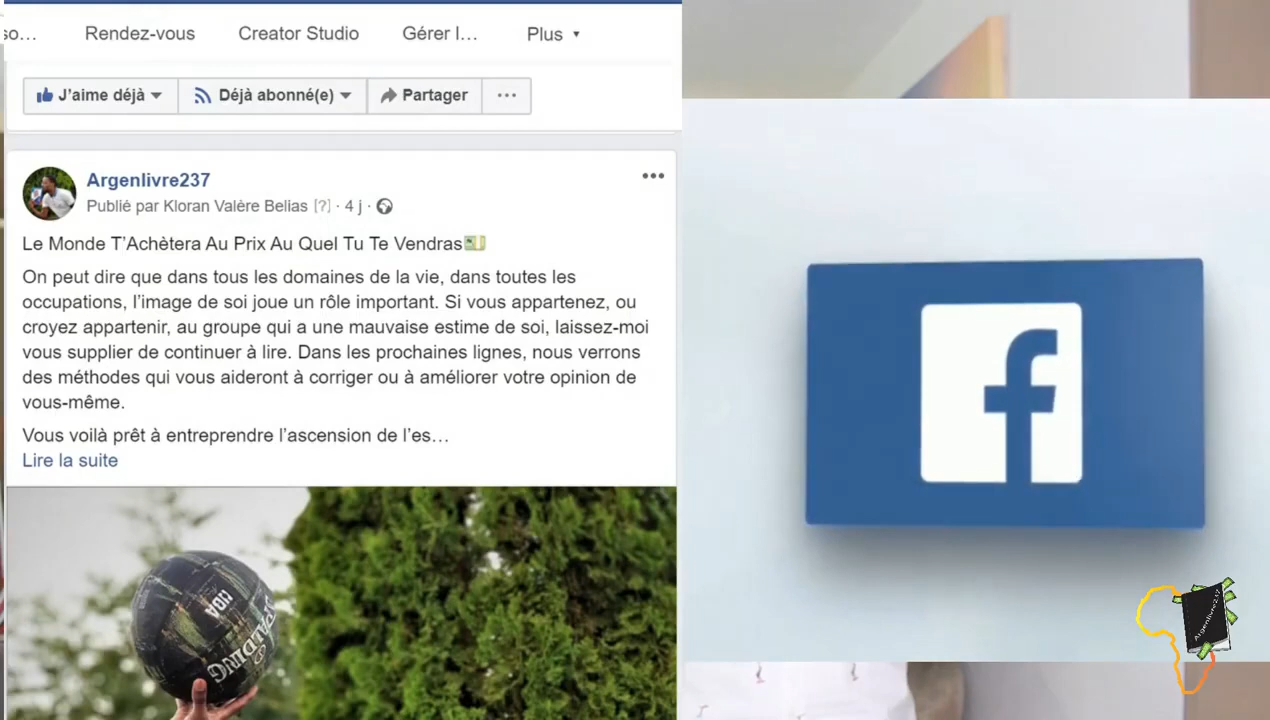 so…
Rendez-vous
Creator Studio
Gérer l…
Plus
J'aime déjà
Déjà abonné(e)
Partager
Argenlivre237
Publié par Kloran Valère Belias [?] · 4 j ·
Le Monde T'Achètera Au Prix Au Quel Tu Te Vendras
On peut dire que dans tous les domaines de la vie, dans toutes les
occupations, l'image de soi joue un rôle important. Si vous appartenez, ou
croyez appartenir, au groupe qui a une mauvaise estime de soi, laissez-moi
vous supplier de continuer à lire. Dans les prochaines lignes, nous verrons
des méthodes qui vous aideront à corriger ou à améliorer votre opinion de
vous-même.
Vous voilà prêt à entreprendre l'ascension de l'es…
Lire la suite
NBA
SPALDING
f
Argenlivre237